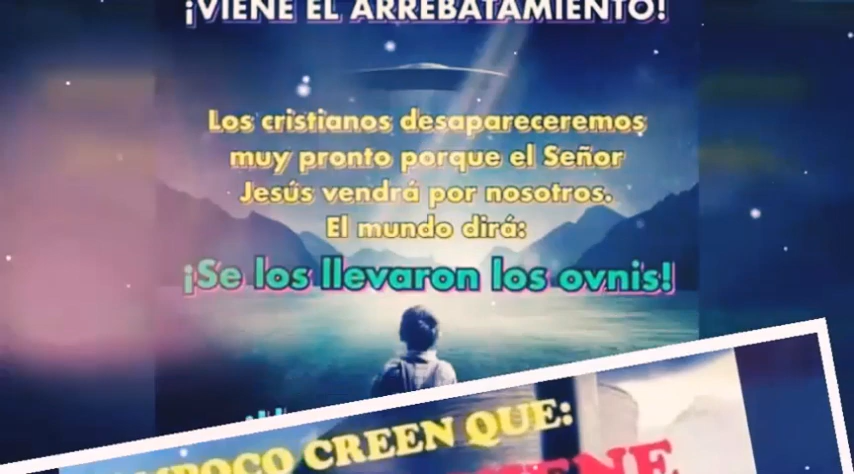 ¡VIENE EL ARREBATAMIENTO!
Los cristianos desapareceremos
muy pronto porque el Señor
Jesús vendrá por nosotros.
El mundo dirá:
¡Se los llevaron los ovnis!
CREEN QUE: